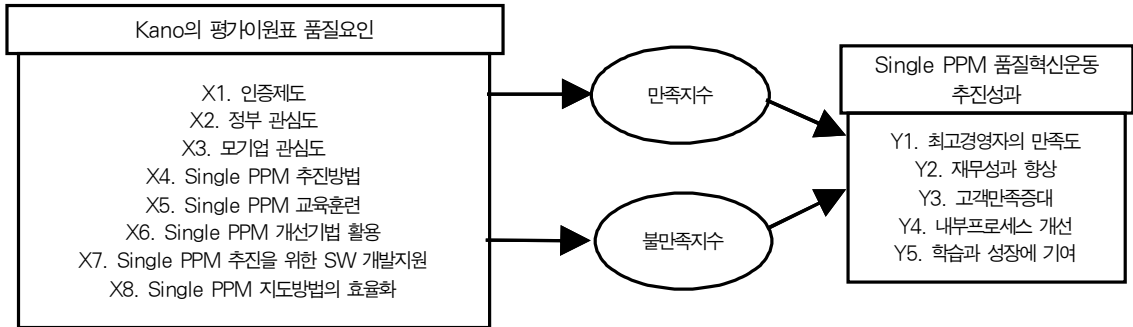 Kano의 평가이원표 품질요인
X1. 인증제도
X2. 정부 관심도
X3. 모기업 관심도
X4. Single PPM 추진방법
X5. Single PPM 교육훈련
X6. Single PPM 개선기법 활용
X7. Single PPM 추진을 위한 SW 개발지원
X8. Single PPM 지도방법의 효율화
만족지수
불만족지수
Single PPM 품질혁신운동
추진성과
Y1. 최고경영자의 만족도
Y2. 재무성과 향상
Y3. 고객만족증대
Y4. 내부프로세스 개선
Y5. 학습과 성장에 기여